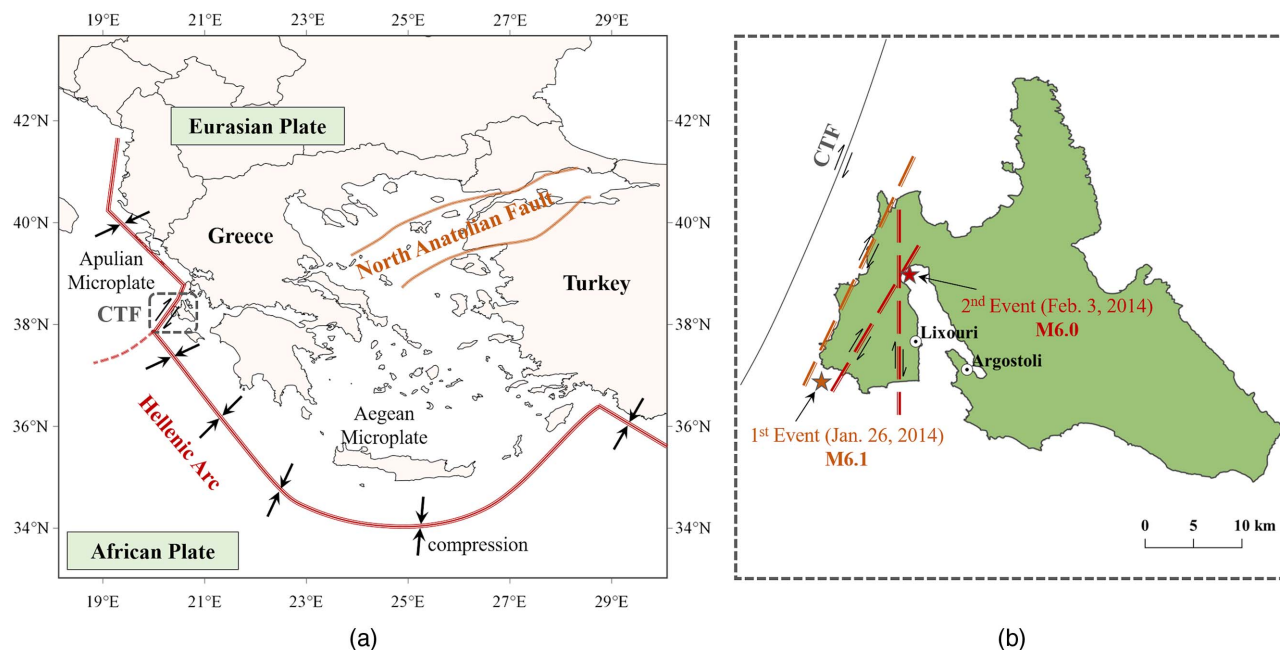 19°E 21°E 23°E 25°E 27°E 29°E
42°N
40°N
38°N
36°N
34°N
Eurasian Plate
North Anatolian Fault
Greece
Apulian
Microplate
Turkey
CTF
Aegean
Microplate
Hellenic Arc
compression
African Plate
42°N
40°N
38°N
36°N
34°N
19°E 21°E 23°E 25°E 27°E 29°E
(a)
CTF
2nd Event (Feb. 3, 2014)
M6.0
Lixouri
Argostoli
1st Event (Jan. 26, 2014)
M6.1
0 5 10 km
(b)